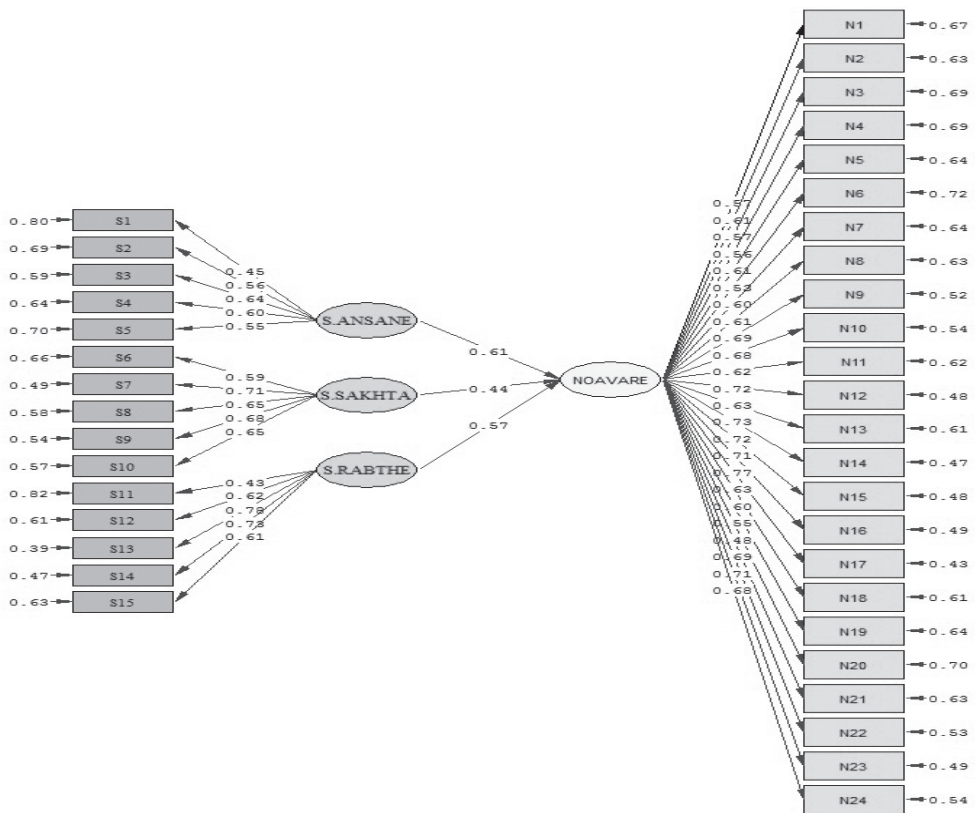 0.80 S1
0.69 S2
0.59 S3
0.64 S4
0.70 S5
0.66 S6
0.49 S7
0.58 S8
0.54 S9
0.57 S10
0.82 S11
0.61 S12
0.39 S13
0.47 S14
0.63 S15
0.45
0.56
0.64
0.60
0.55
0.59
0.71
0.65
0.68
0.65
0.43
0.62
0.78
0.73
0.61
S.ANSANE
S.SAKHTA
S.RABTHE
0.61
0.44
0.57
NOAVARE
0.57
0.61
0.57
0.56
0.61
0.53
0.60
0.61
0.69
0.68
0.62
0.72
0.63
0.73
0.72
0.71
0.77
0.63
0.60
0.55
0.48
0.69
0.71
0.68
N1 0.67
N2 0.63
N3 0.69
N4 0.69
N5 0.64
N6 0.72
N7 0.64
N8 0.63
N9 0.52
N10 0.54
N11 0.62
N12 0.48
N13 0.61
N14 0.47
N15 0.48
N16 0.49
N17 0.43
N18 0.61
N19 0.64
N20 0.70
N21 0.63
N22 0.53
N23 0.49
N24 0.54